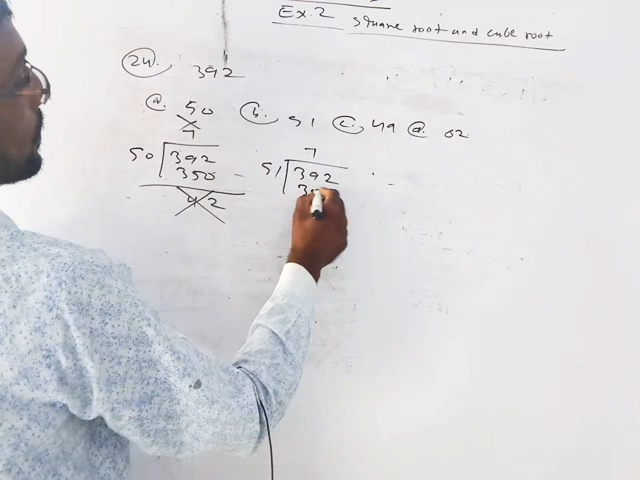 Ex.2 square root and cube root
24. 392
a. 50 b. 51 c. 49 d. 02
7 7
50 392 51 392
350
42